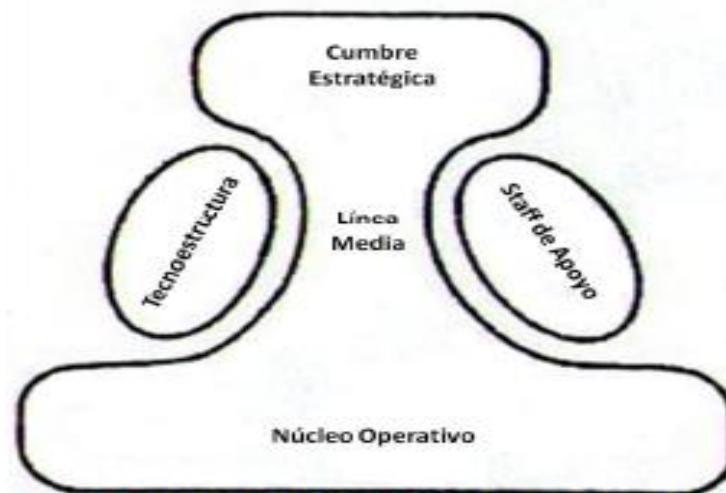 Cumbre
Estratégica
Tecnoestructura
Línea
Media
Staff de Apoyo
Núcleo Operativo